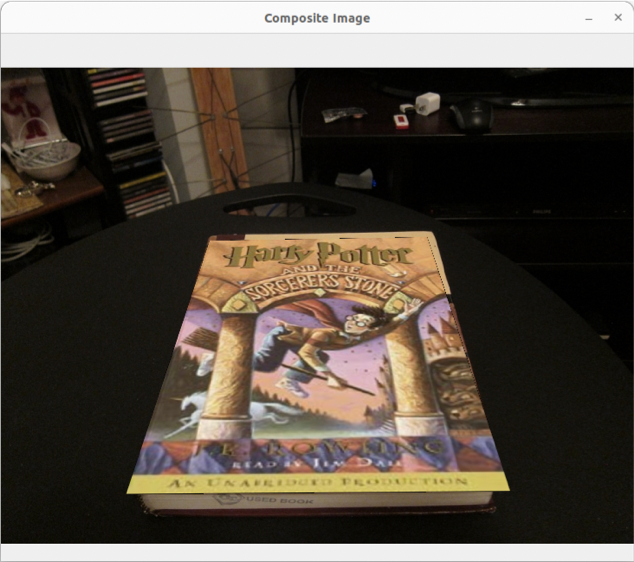 Composite Image
Harry Potter
AND THE
SORCERER'S STONE
J.K. ROWLING
READ BY JIM DALE
AN UNABRIDGED PRODUCTION
USED BOOK